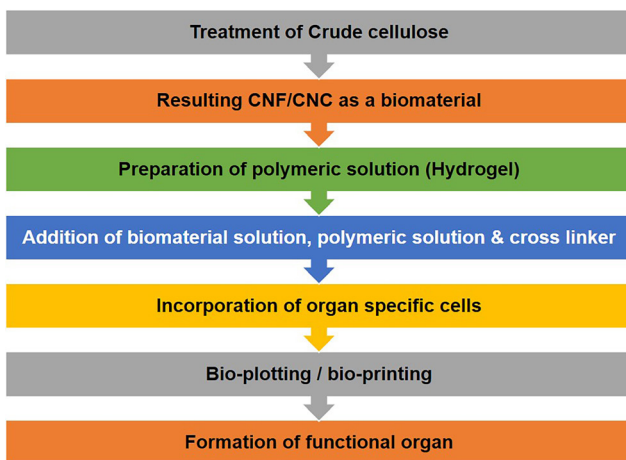 Treatment of Crude cellulose
Resulting CNF/CNC as a biomaterial
Preparation of polymeric solution (Hydrogel)
Addition of biomaterial solution, polymeric solution & cross linker
Incorporation of organ specific cells
Bio-plotting / bio-printing
Formation of functional organ